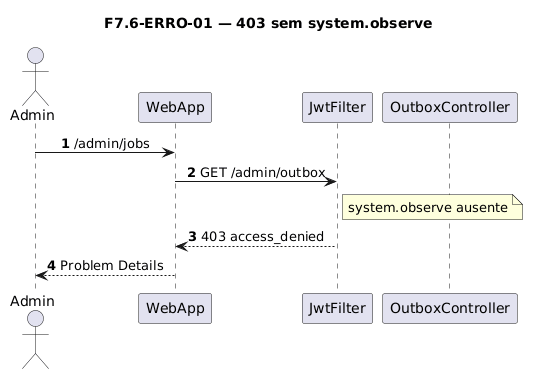 F7.6-ERRO-01 — 403 sem system.observe
Admin
WebApp
JwtFilter
OutboxController
1 /admin/jobs
2 GET /admin/outbox
system.observe ausente
3 403 access_denied
4 Problem Details
Admin
WebApp
JwtFilter
OutboxController